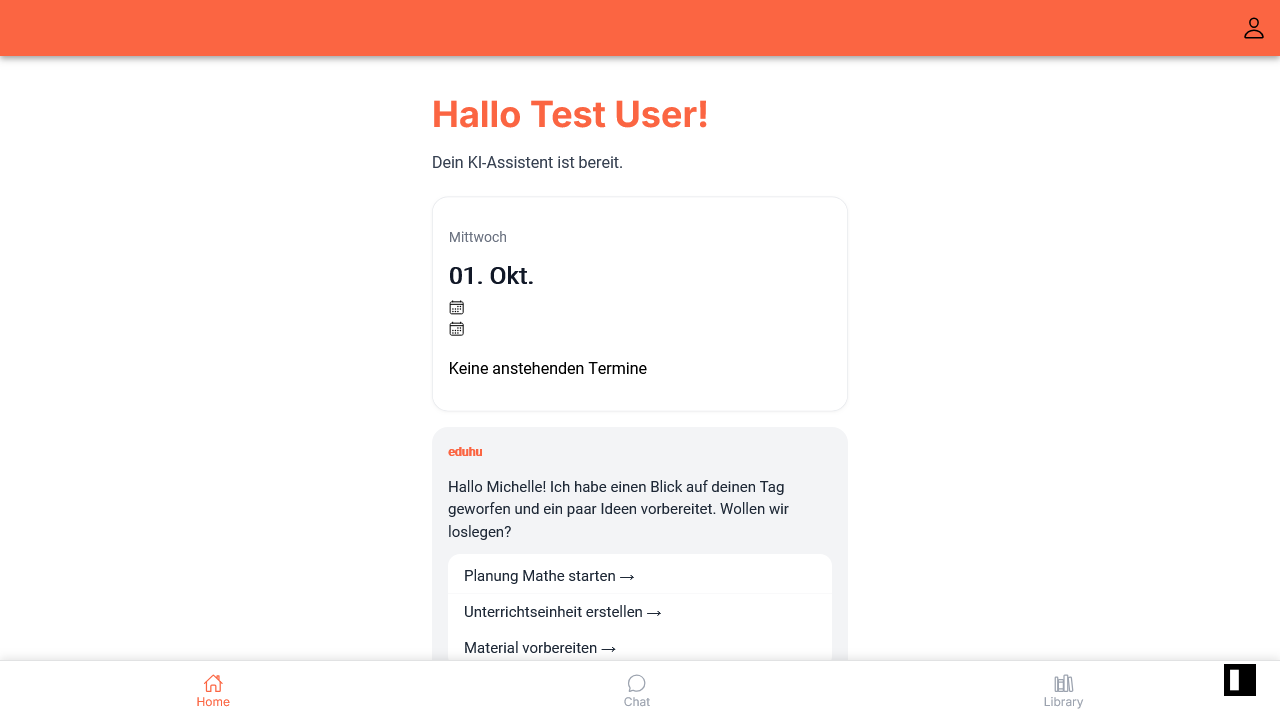 Hallo Test User!
Dein KI-Assistent ist bereit.
Mittwoch
01. Okt.
Keine anstehenden Termine
eduhu
Hallo Michelle! Ich habe einen Blick auf deinen Tag
geworfen und ein paar Ideen vorbereitet. Wollen wir
loslegen?
Planung Mathe starten →
Unterrichtseinheit erstellen →
Material vorbereiten →
Home
Chat
Library